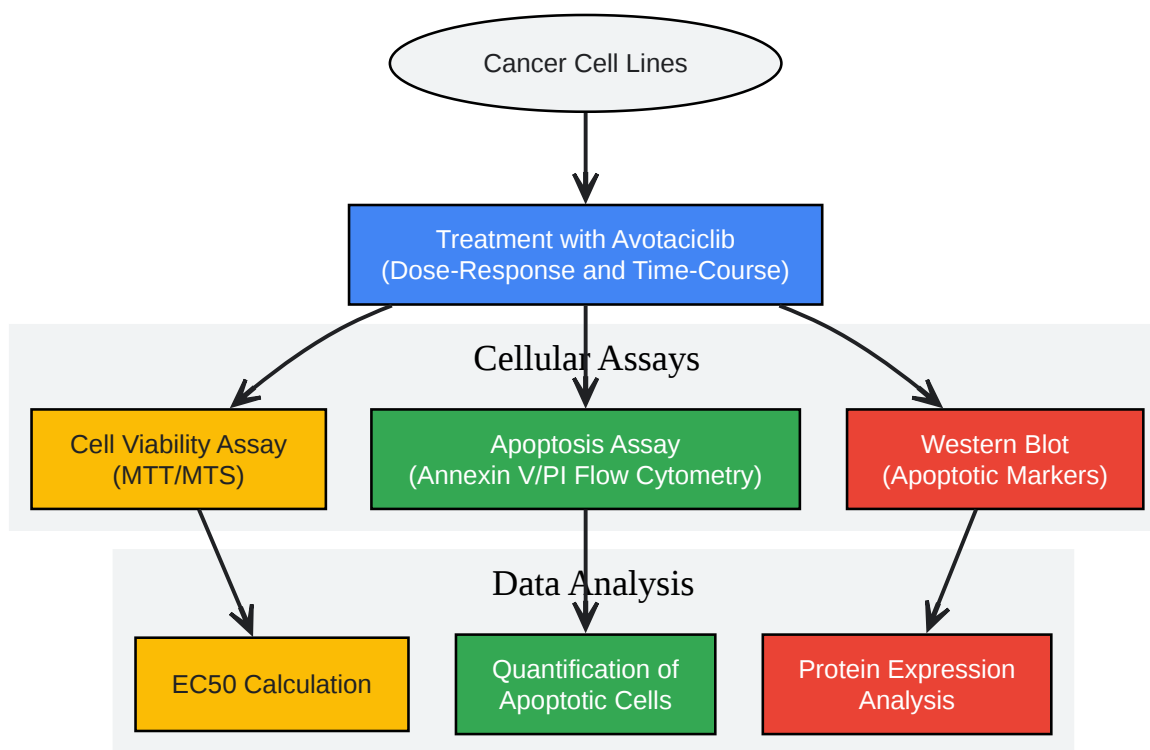 Cancer Cell Lines
Treatment with Avotaciclib
(Dose-Response and Time-Course)
Cellular Assays
Cell Viability Assay
(MTT/MTS)
Apoptosis Assay
(Annexin V/PI Flow Cytometry)
Western Blot
(Apoptotic Markers)
Data Analysis
EC50 Calculation
Quantification of
Apoptotic Cells
Protein Expression
Analysis